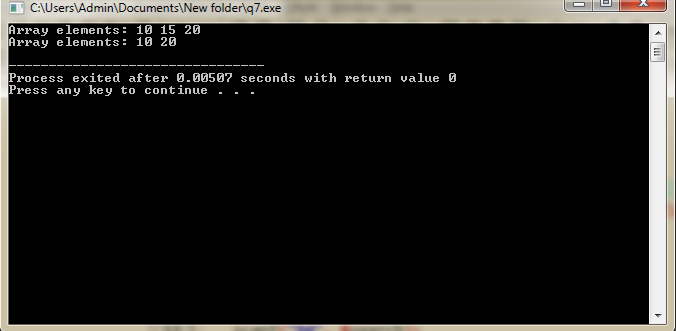 C:\Users\Admin\Documents\New folder\q7.exe
Array elements: 10 15 20
Array elements: 10 20
--------------------------------
Process exited after 0.00507 seconds with return value 0
Press any key to continue . . .